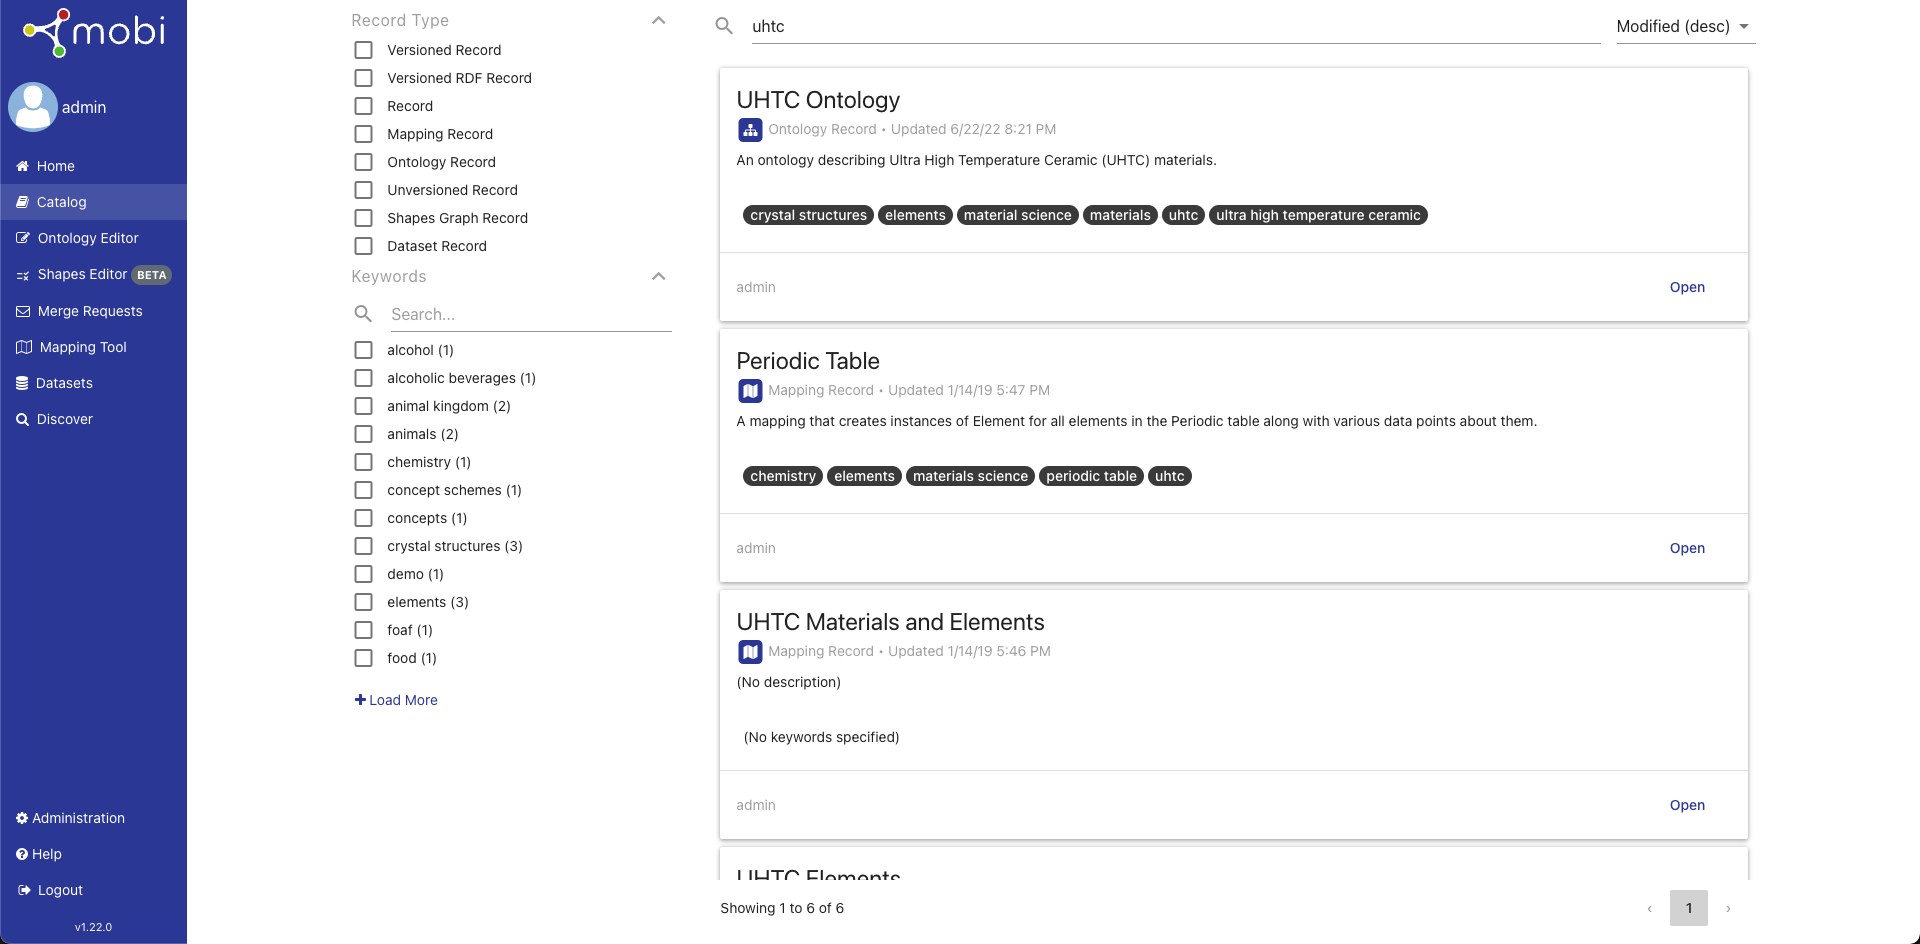 mobi
admin
Home
Catalog
Ontology Editor
Shapes Editor BETA
Merge Requests
Mapping Tool
Datasets
Discover
Administration
Help
Logout
v1.22.0
Record Type
Versioned Record
Versioned RDF Record
Record
Mapping Record
Ontology Record
Unversioned Record
Shapes Graph Record
Dataset Record
Keywords
Search...
alcohol (1)
alcoholic beverages (1)
animal kingdom (2)
animals (2)
chemistry (1)
concept schemes (1)
concepts (1)
crystal structures (3)
demo (1)
elements (3)
foaf (1)
food (1)
+ Load More
uhtc
Modified (desc)
UHTC Ontology
Ontology Record • Updated 6/22/22 8:21 PM
An ontology describing Ultra High Temperature Ceramic (UHTC) materials.
crystal structures elements material science materials uhtc ultra high temperature ceramic
admin Open
Periodic Table
Mapping Record • Updated 1/14/19 5:47 PM
A mapping that creates instances of Element for all elements in the Periodic table along with various data points about them.
chemistry elements materials science periodic table uhtc
admin Open
UHTC Materials and Elements
Mapping Record • Updated 1/14/19 5:46 PM
(No description)
(No keywords specified)
admin Open
UHTC Elements
Showing 1 to 6 of 6
‹ 1 ›